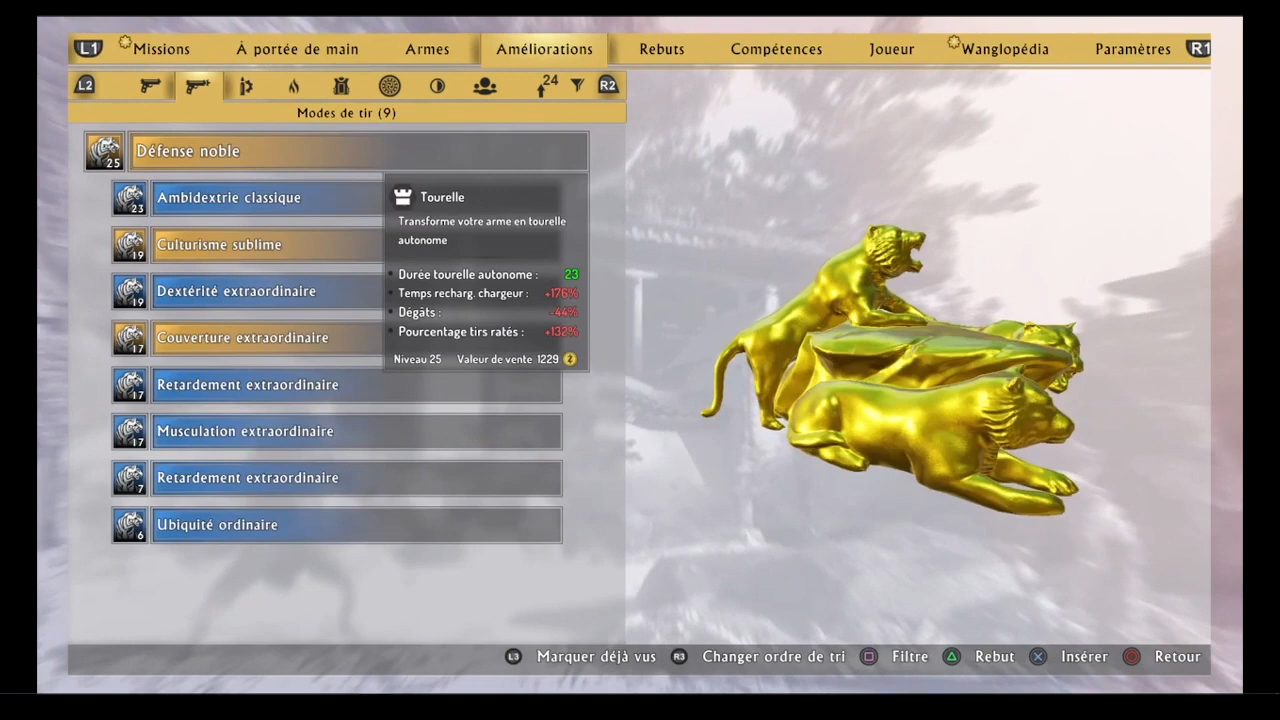 L1 Missions À portée de main Armes Améliorations Rebuts Compétences Joueur Wanglopédia Paramètres R1
L2 24 R2
Modes de tir (9)
25 Défense noble
23 Ambidextrie classique
19 Culturisme sublime
19 Dextérité extraordinaire
17 Couverture extraordinaire
17 Retardement extraordinaire
17 Musculation extraordinaire
7 Retardement extraordinaire
6 Ubiquité ordinaire
Tourelle
Transforme votre arme en tourelle
autonome
Durée tourelle autonome : 23
Temps recharg. chargeur : +176%
Dégâts : -44%
Pourcentage tirs ratés : +132%
Niveau 25 Valeur de vente 1229
L3 Marquer déjà vus R3 Changer ordre de tri Filtre Rebut Insérer Retour